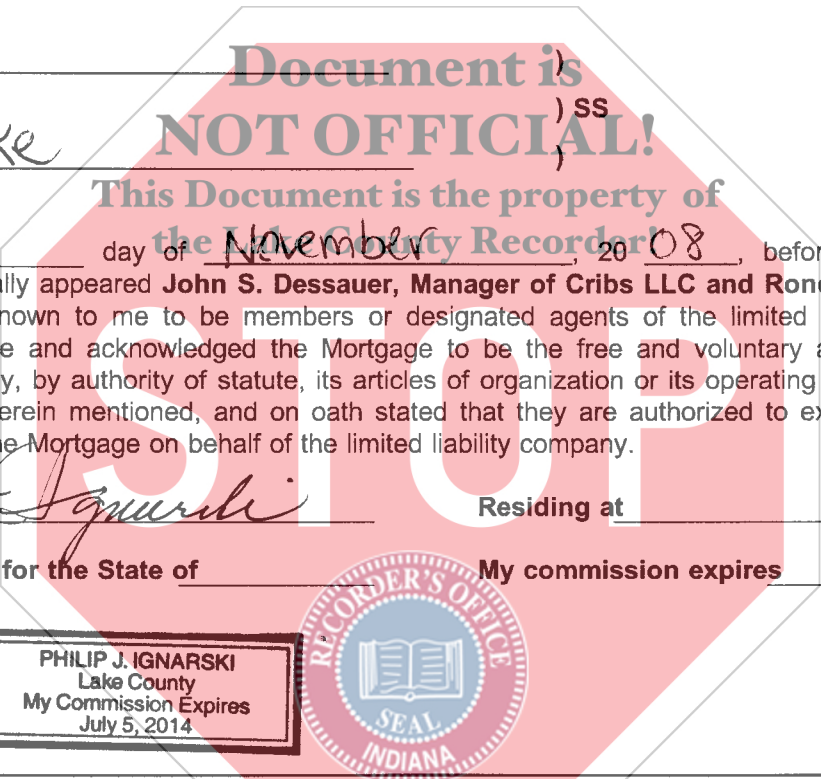 Document is
)
) SS
NOT OFFICIAL!
ke
)
This Document is the property of
the Lake County Recorder!
day of November, 20 08, befor
ally appeared John S. Dessauer, Manager of Cribs LLC and Ron
nown to me to be members or designated agents of the limited
e and acknowledged the Mortgage to be the free and voluntary a
y, by authority of statute, its articles of organization or its operating
erein mentioned, and on oath stated that they are authorized to ex
e Mortgage on behalf of the limited liability company.
STOP
Ignarski
Residing at
for the State of
My commission expires
RECORDER'S OFFICE
SEAL
INDIANA
PHILIP J. IGNARSKI
Lake County
My Commission Expires
July 5, 2014